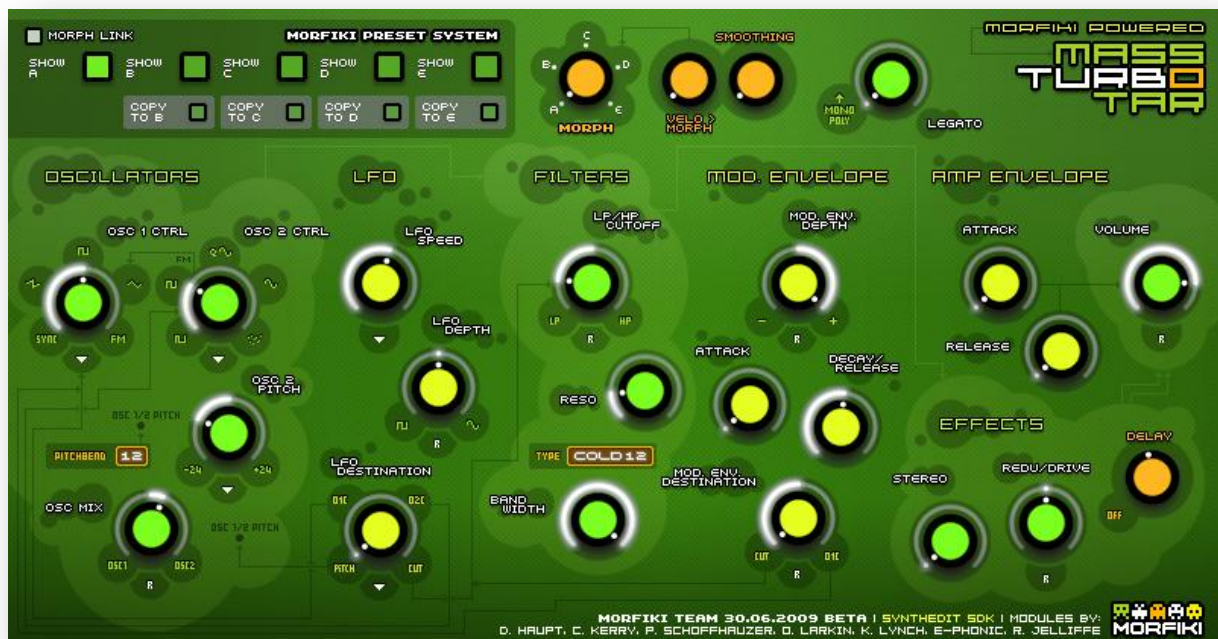 MORPH LINK
MORFIKI PRESET SYSTEM
SHOW A
SHOW B
SHOW C
SHOW D
SHOW E
COPY TO B
COPY TO C
COPY TO D
COPY TO E
A
B
C
D
E
MORPH
SMOOTHING
VELO > MORPH
MONO
POLY
LEGATO
MORFIKI POWERED
MASS
TURBO
TAR
OSCILLATORS
OSC 1 CTRL
OSC 2 CTRL
FM
SYNC
FM
OSC 2
PITCH
-24
+24
OSC 1/2 PITCH
PITCHBEND 12
OSC MIX
OSC1
OSC2
R
OSC 1/2 PITCH
LFO
LFO
SPEED
LFO
DEPTH
R
LFO
DESTINATION
O1C
O2C
PITCH
CUT
FILTERS
LP/HP
CUTOFF
LP
HP
R
RESO
TYPE COLD12
BAND
WIDTH
MOD. ENVELOPE
MOD. ENV.
DEPTH
-
+
R
ATTACK
DECAY/
RELEASE
MOD. ENV.
DESTINATION
CUT
O1C
R
AMP ENVELOPE
ATTACK
VOLUME
R
RELEASE
EFFECTS
STEREO
REDU/DRIVE
R
DELAY
OFF
MORFIKI TEAM 30.06.2009 BETA | SYNTHEDIT SDK | MODULES BY:
D. HAUPT, C. KERRY, P. SCHOFFHAUZER, O. LARKIN, K. LYNCH, E-PHONIC, R. JELLIFFE
MORFIKI